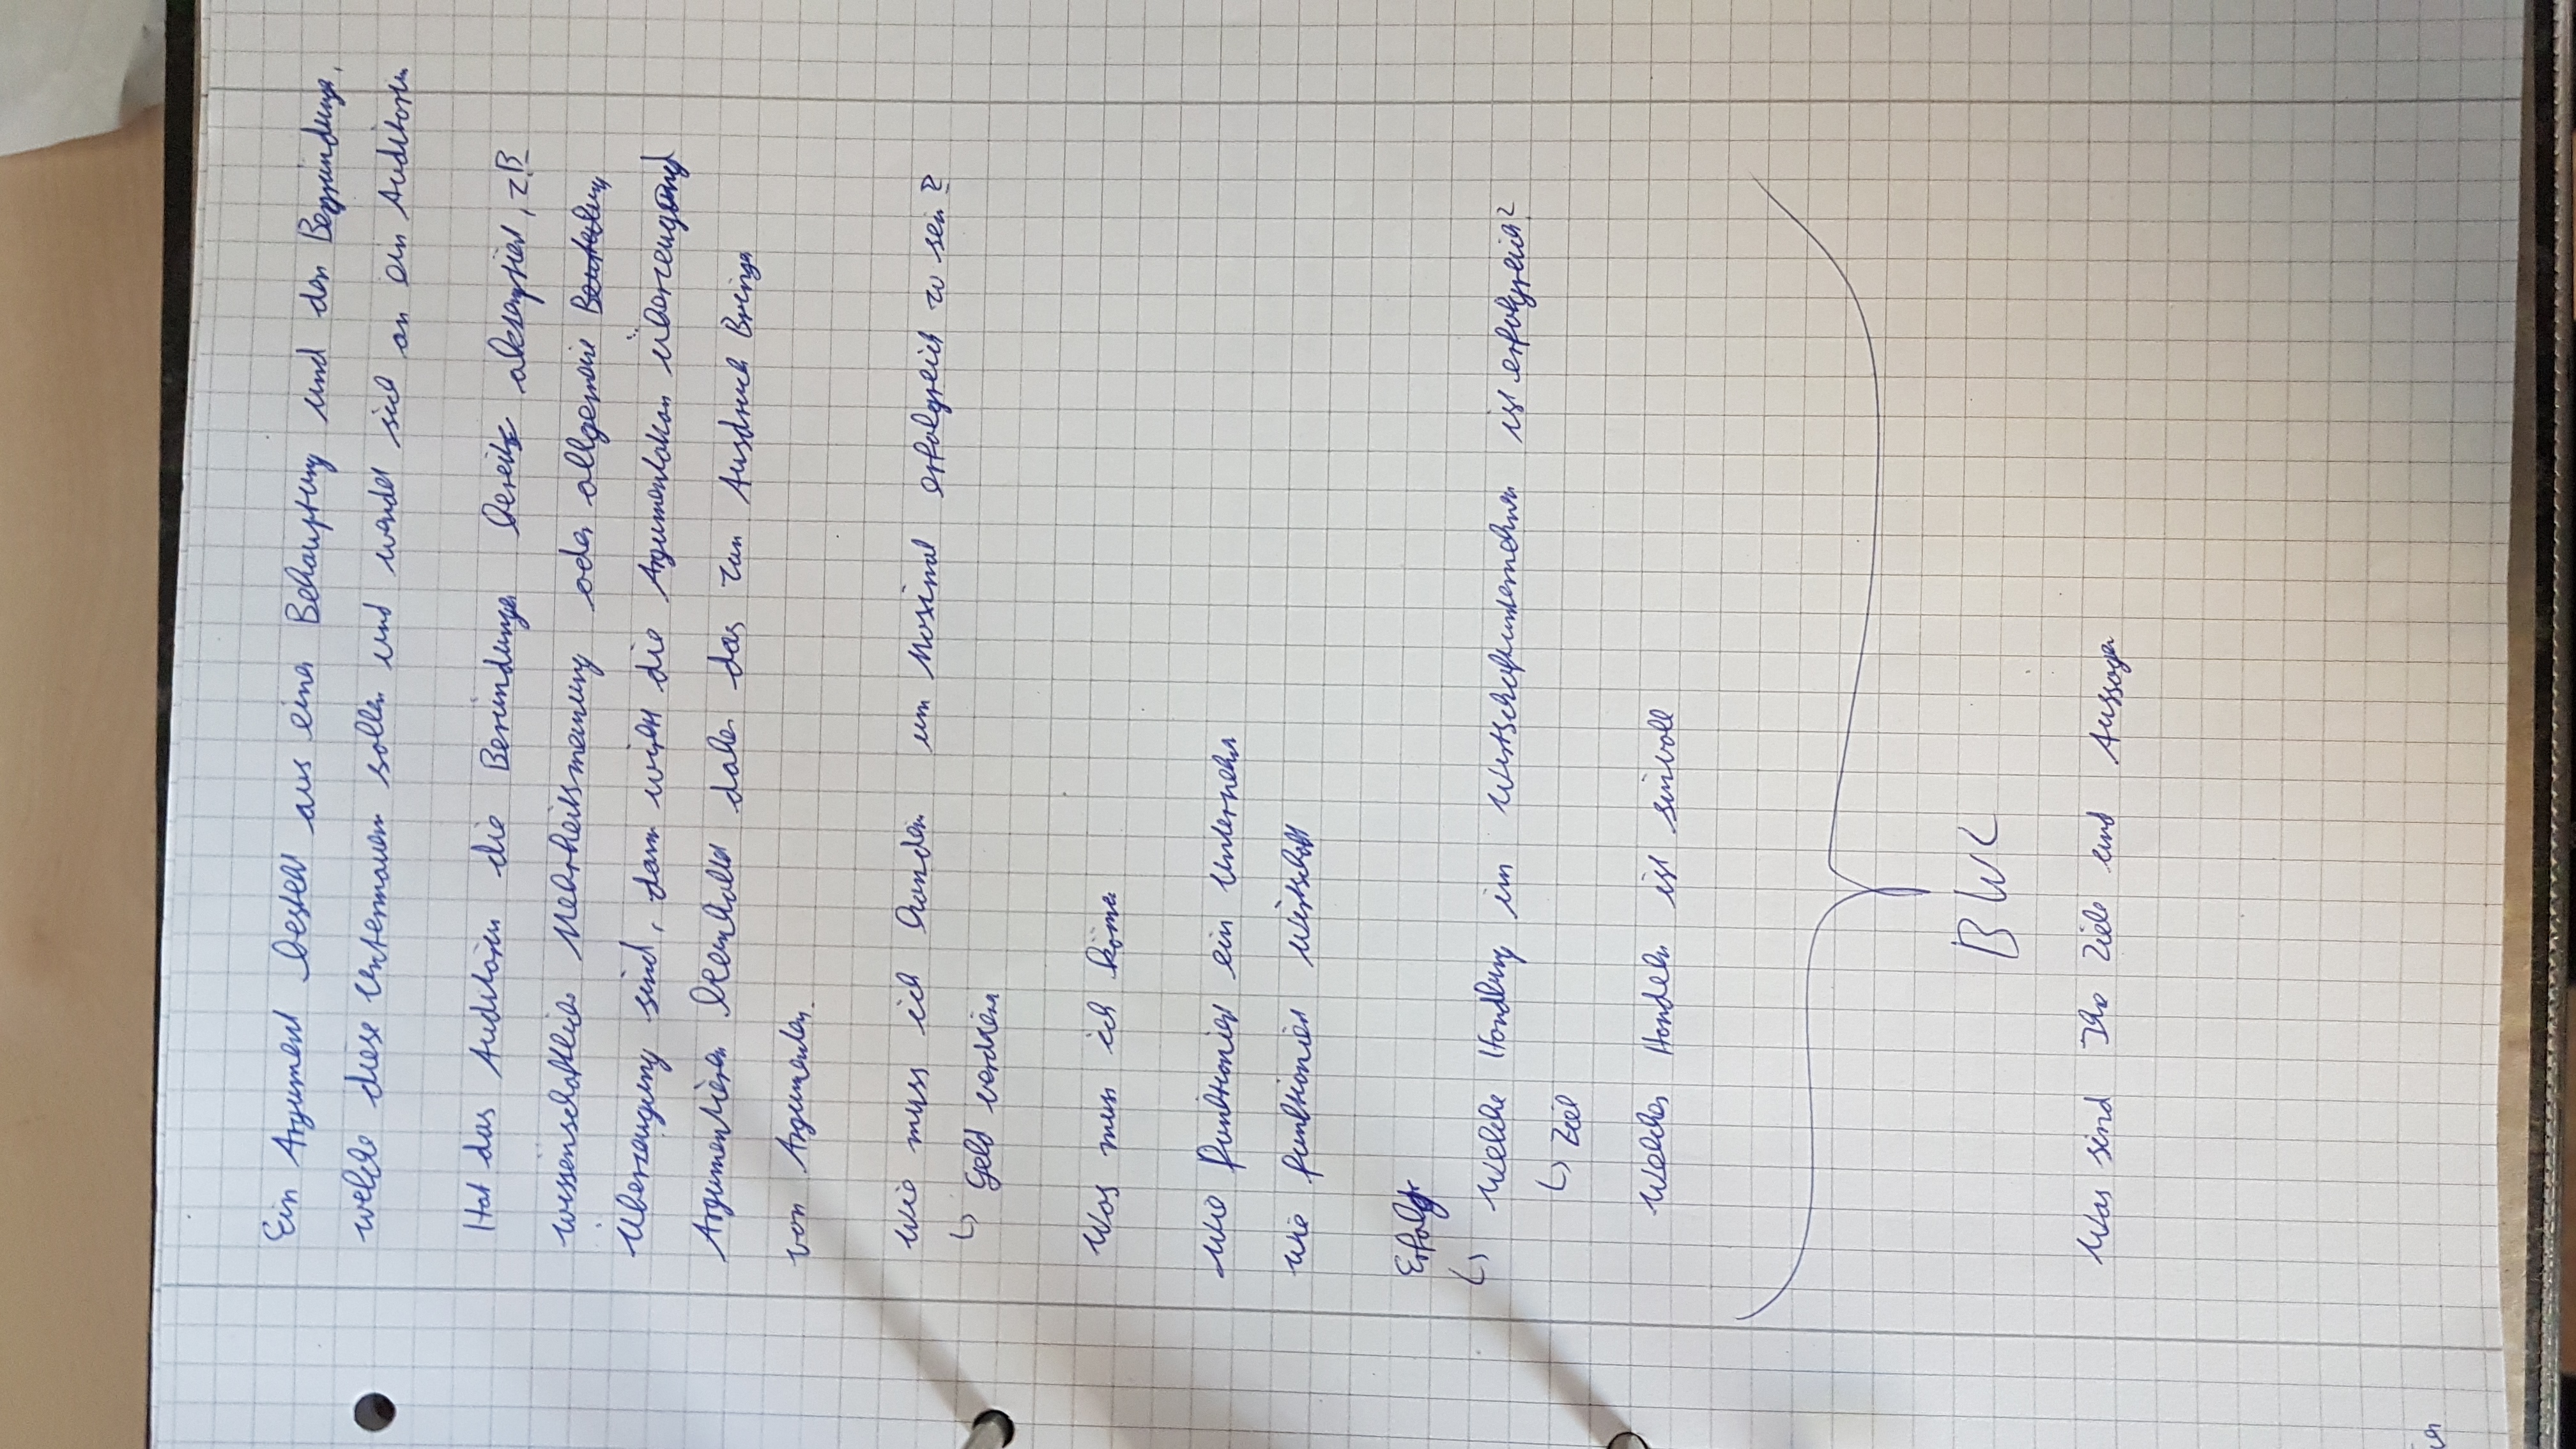 Ein Argument besteht aus einer Behauptung und den Begründungen,
welche diese Untermauern sollen und wendet sich an ein Auditorium
Hat das Auditorium die Beründungen bereits akzeptiert, z.B.
wissenschaftliche Mehrheitsmeinung oder allgemeine
Überzeugung sind, dann wirkt die Argumentation überzeugend
Argumentieren beinhaltet daher das zum Ausdruck Bringen
von Argumenten.
Wie muss ich handeln um Maximal erfolgreich zu sein?
↳ Geld verdienen
Was muss ich können
Wie funktioniert ein Unternehmen
Wie funktioniert Wirtschaft
Erfolg
↳ Welche Handlung im Wirtschaftsunternehmen ist erfolgreich?
↳ Ziel
Welches Handeln ist sinvoll
BWL
Was sind Ihre Ziele und Aussagen